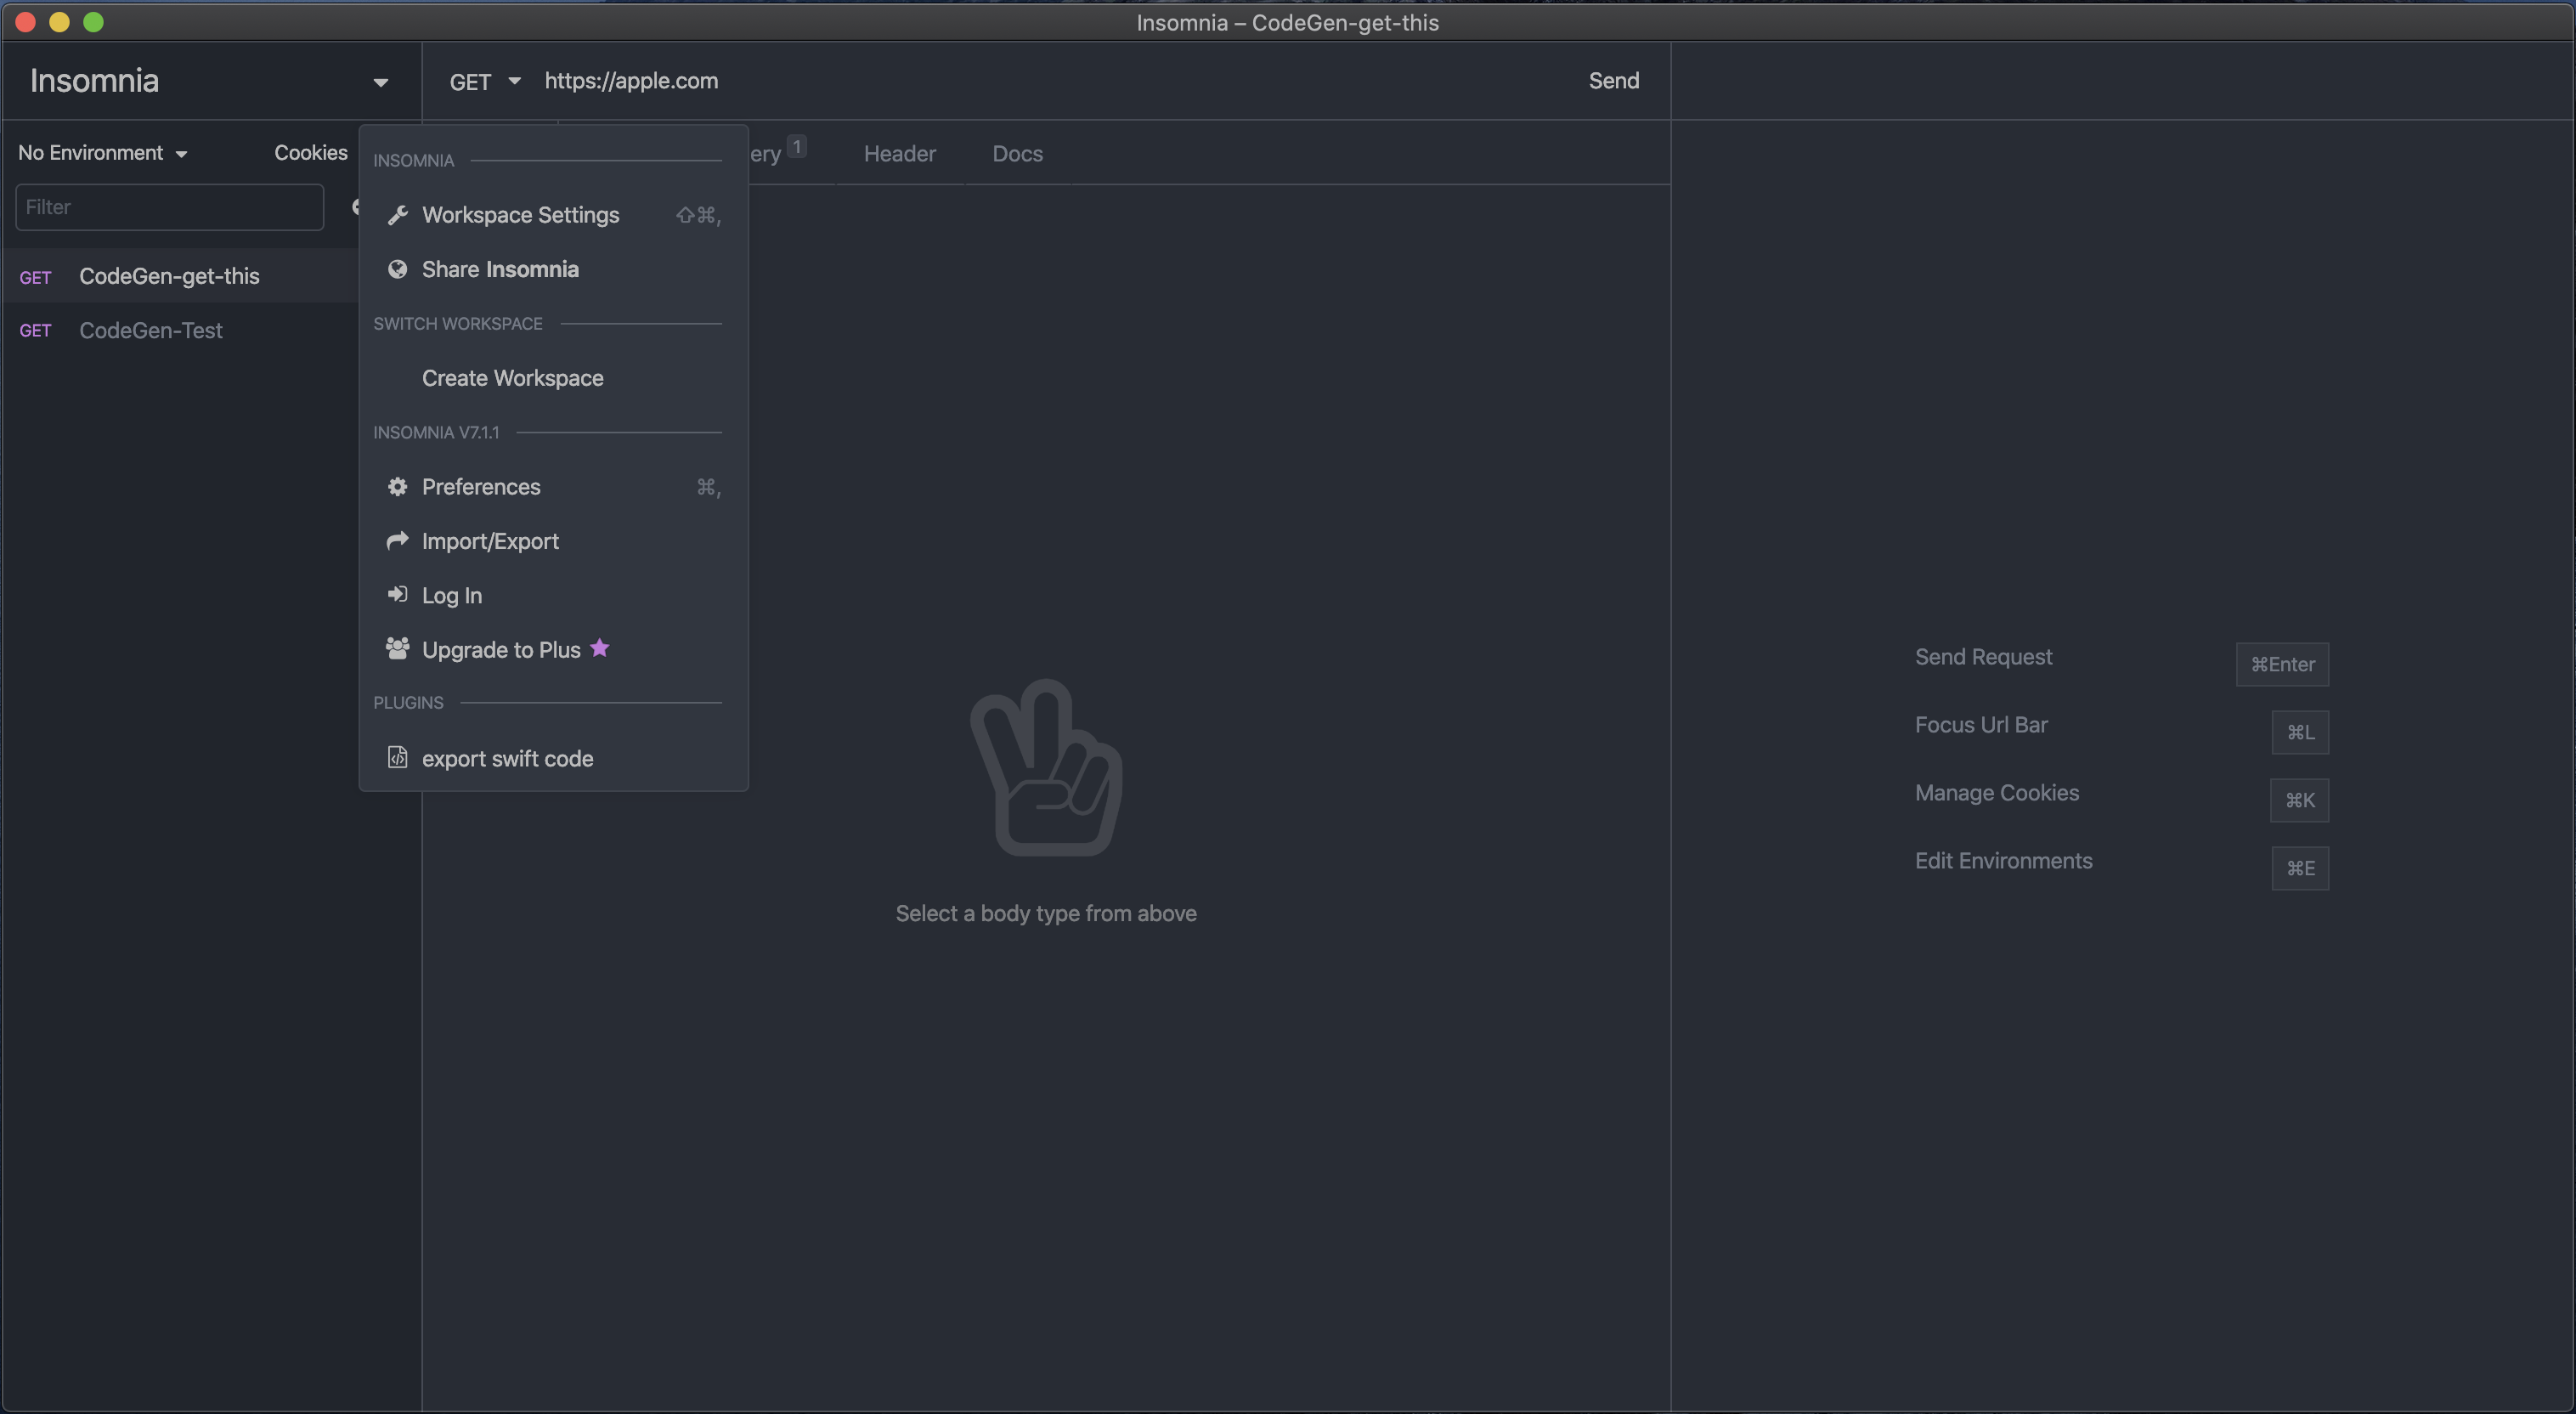 Insomnia – CodeGen-get-this
Insomnia
GET https://apple.com Send
No Environment Cookies
ery 1 Header Docs
Filter
GET CodeGen-get-this
GET CodeGen-Test
INSOMNIA
Workspace Settings ⇧⌘,
Share Insomnia
SWITCH WORKSPACE
Create Workspace
INSOMNIA V7.1.1
Preferences ⌘,
Import/Export
Log In
Upgrade to Plus
PLUGINS
export swift code
Select a body type from above
Send Request ⌘Enter
Focus Url Bar ⌘L
Manage Cookies ⌘K
Edit Environments ⌘E